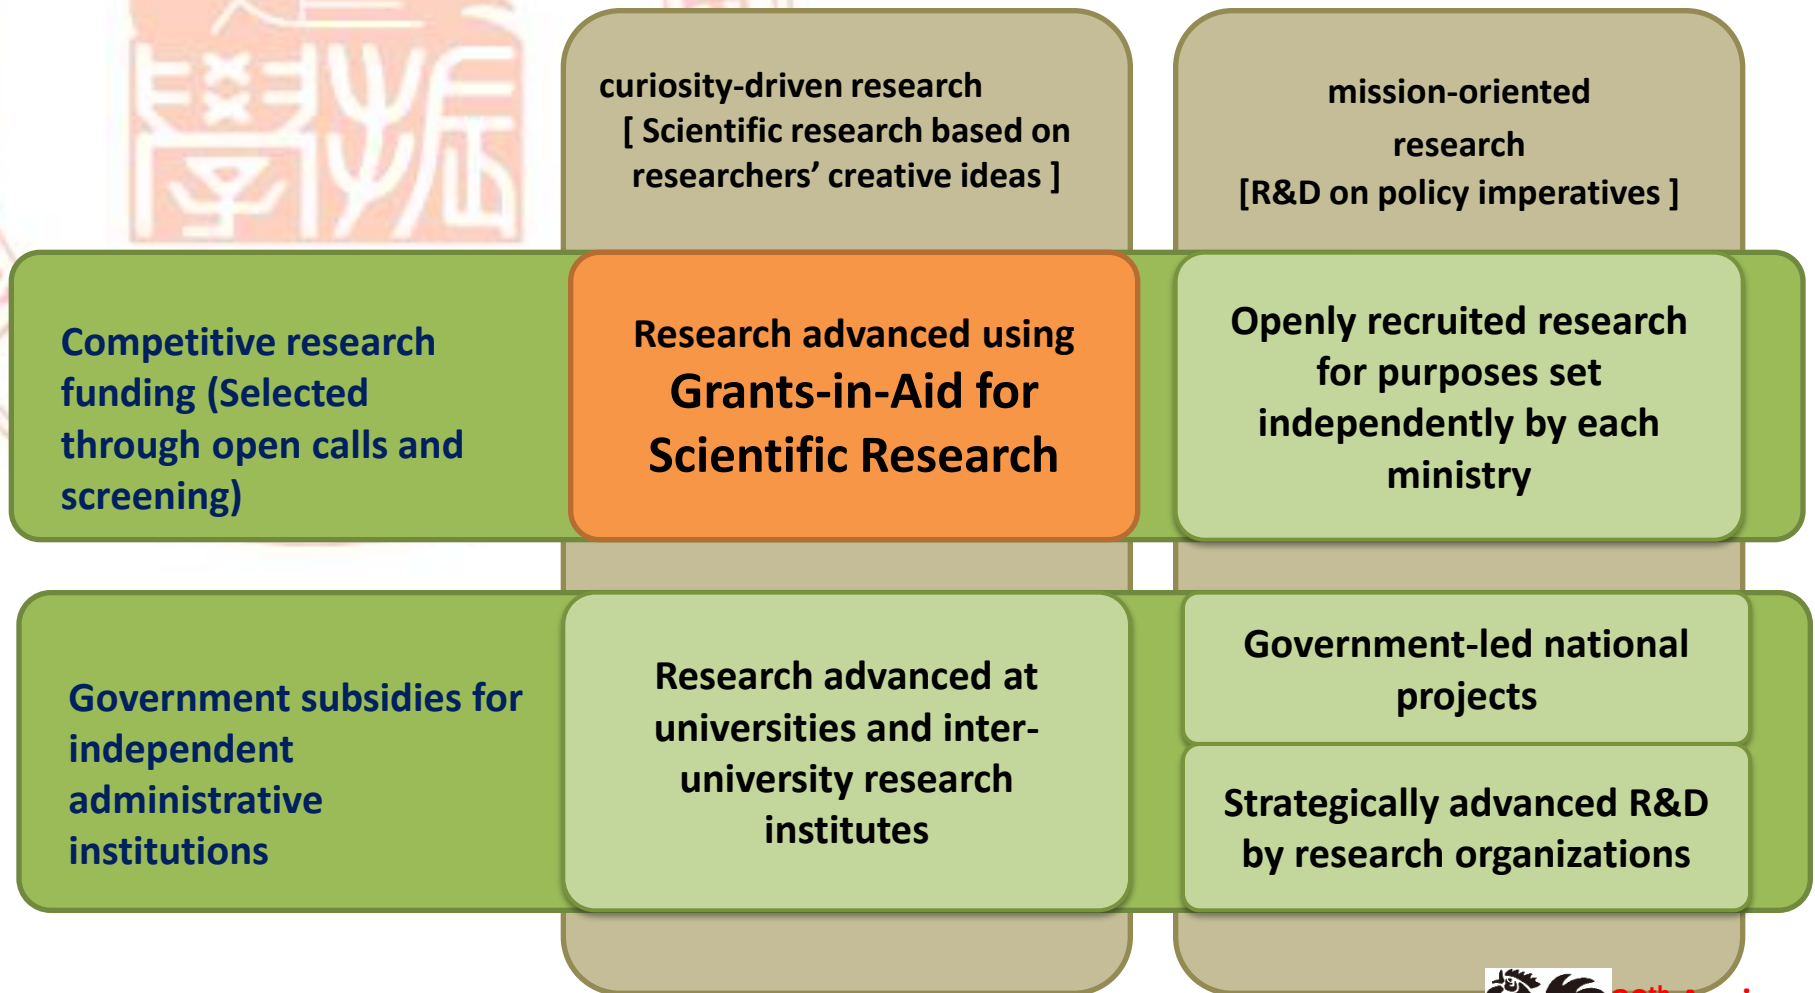 學振
curiosity-driven research
[ Scientific research based on
researchers’ creative ideas ]
mission-oriented
research
[R&D on policy imperatives ]
Competitive research
funding (Selected
through open calls and
screening)
Research advanced using
Grants-in-Aid for
Scientific Research
Openly recruited research
for purposes set
independently by each
ministry
Government subsidies for
independent
administrative
institutions
Research advanced at
universities and inter-
university research
institutes
Government-led national
projects
Strategically advanced R&D
by research organizations